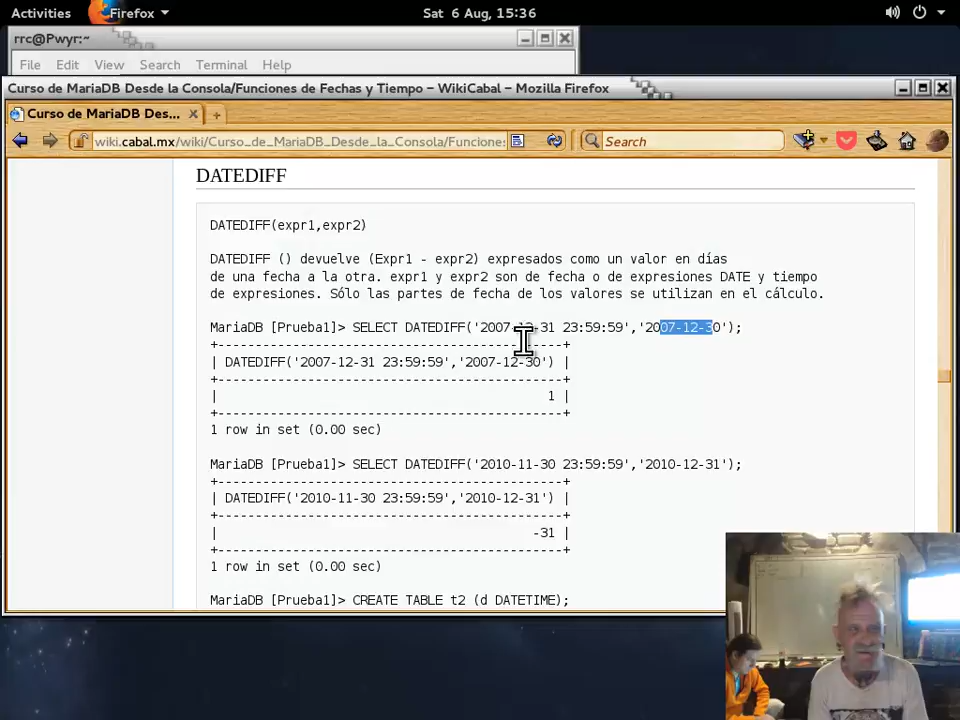 Activities Firefox Sat 6 Aug, 15:36
rrc@Pwyr:~
File Edit View Search Terminal Help
Curso de MariaDB Desde la Consola/Funciones de Fechas y Tiempo – WikiCabal – Mozilla Firefox
Curso de MariaDB Des...
wiki.cabal.mx/wiki/Curso_de_MariaDB_Desde_la_Consola/Funcione: Search
DATEDIFF
DATEDIFF(expr1,expr2)
DATEDIFF () devuelve (Expr1 - expr2) expresados como un valor en días
de una fecha a la otra. expr1 y expr2 son de fecha o de expresiones DATE y tiempo
de expresiones. Sólo las partes de fecha de los valores se utilizan en el cálculo.
MariaDB [Prueba1]> SELECT DATEDIFF('2007-12-31 23:59:59','2007-12-30');
+----------------------------------------------+
| DATEDIFF('2007-12-31 23:59:59','2007-12-30') |
+----------------------------------------------+
| 1 |
+----------------------------------------------+
1 row in set (0.00 sec)
MariaDB [Prueba1]> SELECT DATEDIFF('2010-11-30 23:59:59','2010-12-31');
+----------------------------------------------+
| DATEDIFF('2010-11-30 23:59:59','2010-12-31') |
+----------------------------------------------+
| -31 |
+----------------------------------------------+
1 row in set (0.00 sec)
MariaDB [Prueba1]> CREATE TABLE t2 (d DATETIME);